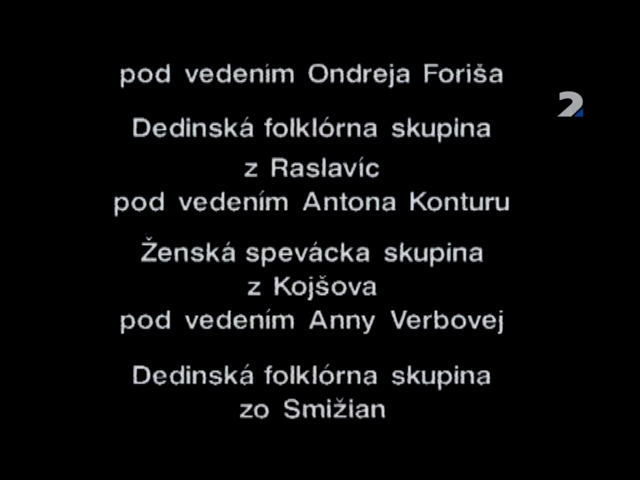 pod vedením Ondreja Foriša
2
Dedinská folklórna skupina
z Raslavíc
pod vedením Antona Konturu
Ženská spevácka skupina
z Kojšova
pod vedením Anny Verbovej
Dedinská folklórna skupina
zo Smižian